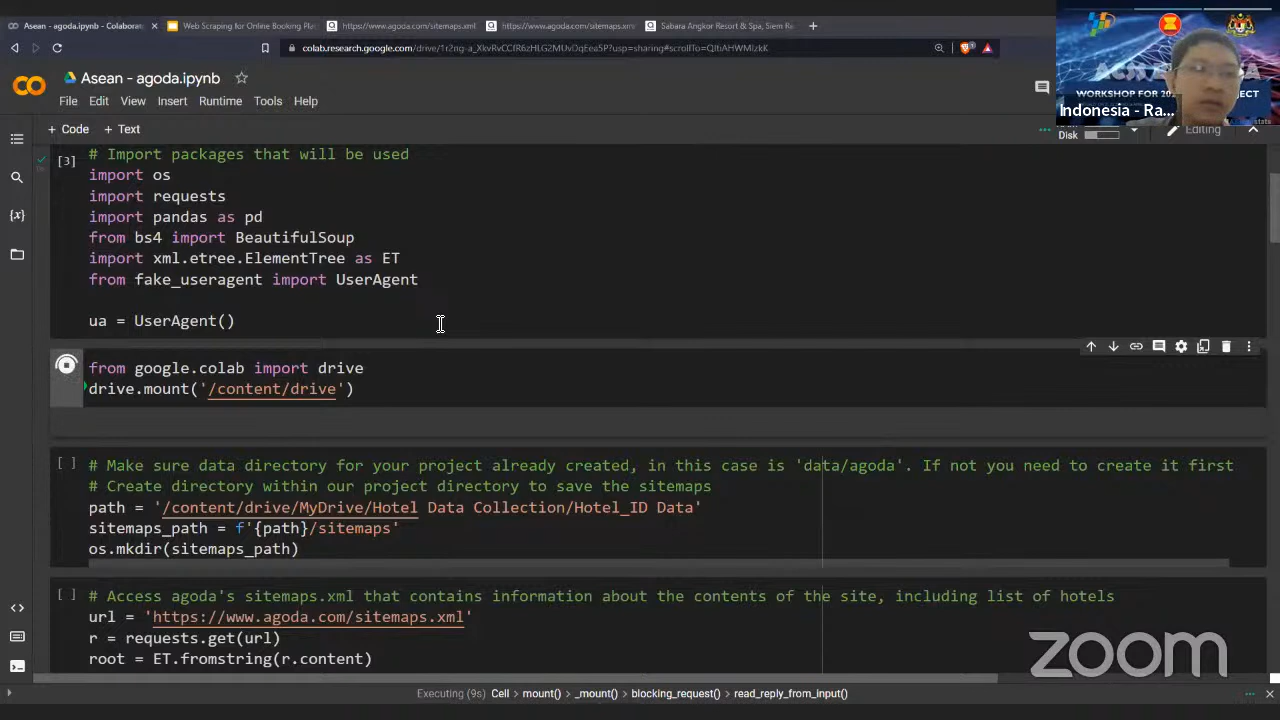 Asean - agoda.ipynb - Colaborat
Web Scraping for Online Booking Pla
https://www.agoda.com/sitemaps.xml
https://www.agoda.com/sitemaps.xml
Sabara Angkor Resort & Spa, Siem Re
Asean - agoda.ipynb
File Edit View Insert Runtime Tools Help
+ Code + Text
Disk
Editing
WORKSHOP FOR 202
Indonesia - Ra...
[3]
# Import packages that will be used
import os
import requests
import pandas as pd
from bs4 import BeautifulSoup
import xml.etree.ElementTree as ET
from fake_useragent import UserAgent
ua = UserAgent()
from google.colab import drive
drive.mount('/content/drive')
[ ]
# Make sure data directory for your project already created, in this case is 'data/agoda'. If not you need to create it first
# Create directory within our project directory to save the sitemaps
path = '/content/drive/MyDrive/Hotel Data Collection/Hotel_ID Data'
sitemaps_path = f'{path}/sitemaps'
os.mkdir(sitemaps_path)
[ ]
# Access agoda's sitemaps.xml that contains information about the contents of the site, including list of hotels
url = 'https://www.agoda.com/sitemaps.xml'
r = requests.get(url)
root = ET.fromstring(r.content)
zoom
Executing (9s) Cell > mount() > _mount() > blocking_request() > read_reply_from_input()